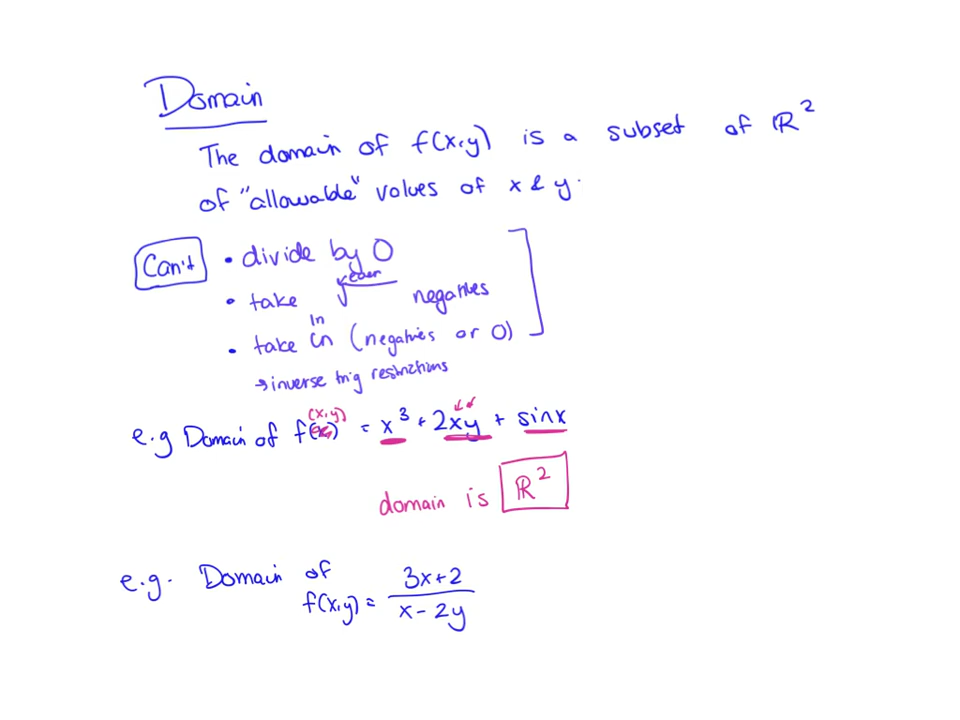 Domain
The domain of f(x,y) is a subset of ℝ²
of "allowable" values of x & y.
Can't • divide by 0
• take √ even negatives
ln
• take (negatives or 0)
→ inverse trig restrictions
(x,y)
e.g Domain of f(x) = x³ + 2xy + sinx
domain is ℝ²
e.g. Domain of
f(x,y) = (3x+2)/(x-2y)